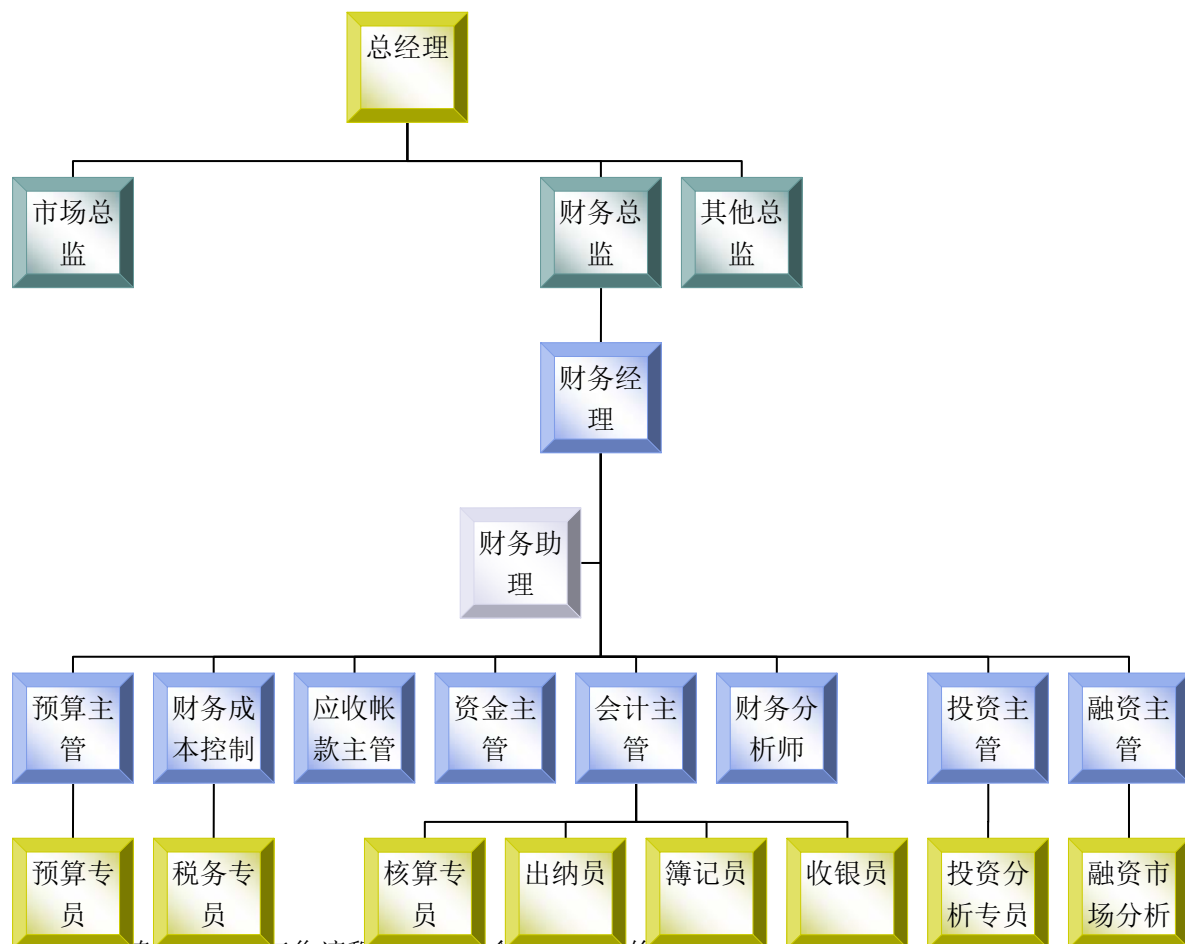 总经理
市场总
监
财务总
监
其他总
监
财务经
理
财务助
理
预算主
管
财务成
本控制
应收帐
款主管
资金主
管
会计主
管
财务分
析师
投资主
管
融资主
管
预算专
员
税务专
员
核算专
员
出纳员
簿记员
收银员
投资分
析专员
融资市
场分析